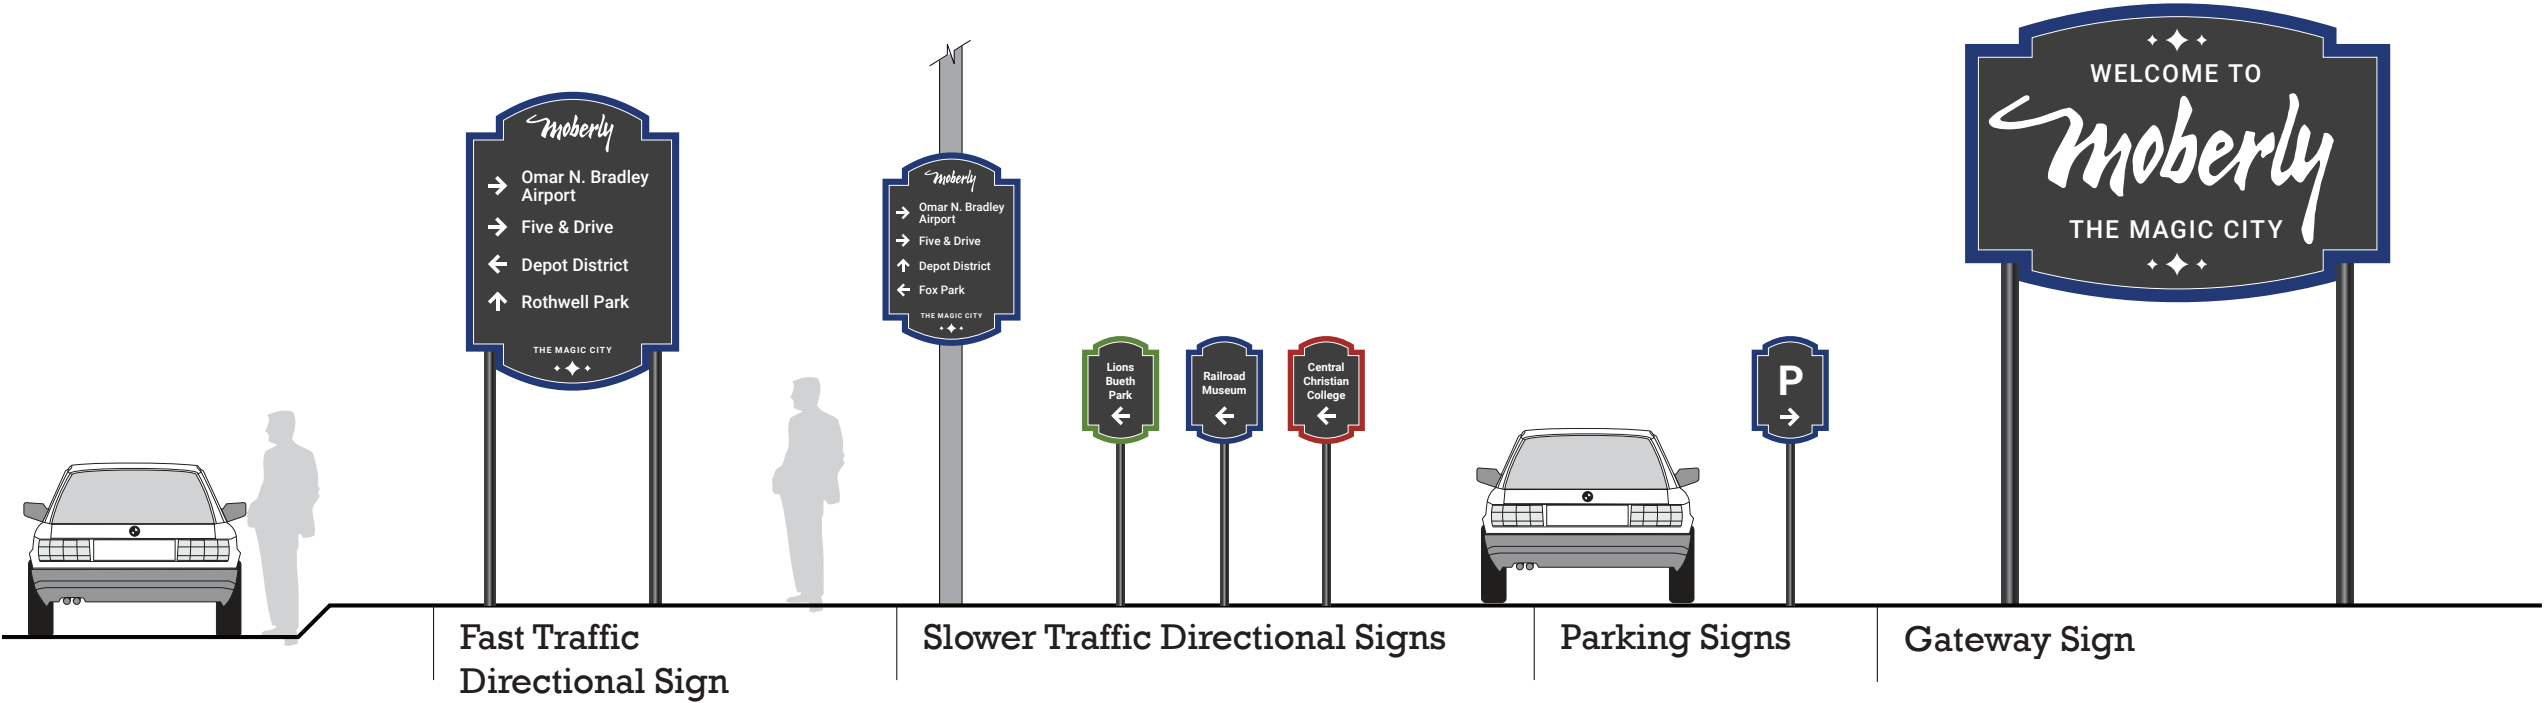 moberly
Omar N. Bradley
Airport
Five & Drive
Depot District
Rothwell Park
THE MAGIC CITY
moberly
Omar N. Bradley
Airport
Five & Drive
Depot District
Fox Park
THE MAGIC CITY
Lions
Bueth
Park
Railroad
Museum
Central
Christian
College
P
WELCOME TO
moberly
THE MAGIC CITY
Fast Traffic
Directional Sign
Slower Traffic Directional Signs
Parking Signs
Gateway Sign